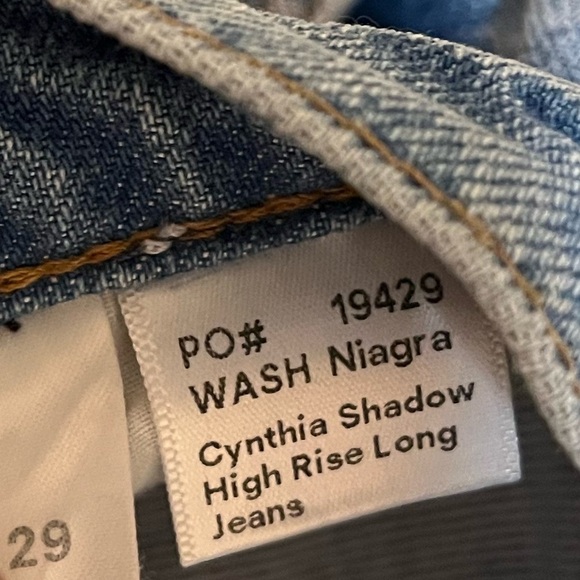 PO# 19429
WASH Niagra
Cynthia Shadow
High Rise Long
Jeans
29